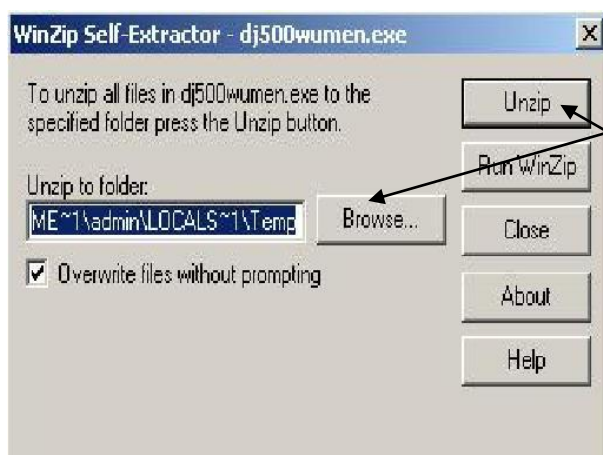 WinZip Self-Extractor - dj500wumen.exe
To unzip all files in dj500wumen.exe to the
specified folder press the Unzip button.
Unzip to folder:
ME~1\admin\LOCALS~1\Temp
Browse...
Overwrite files without prompting
Unzip
Run WinZip
Close
About
Help